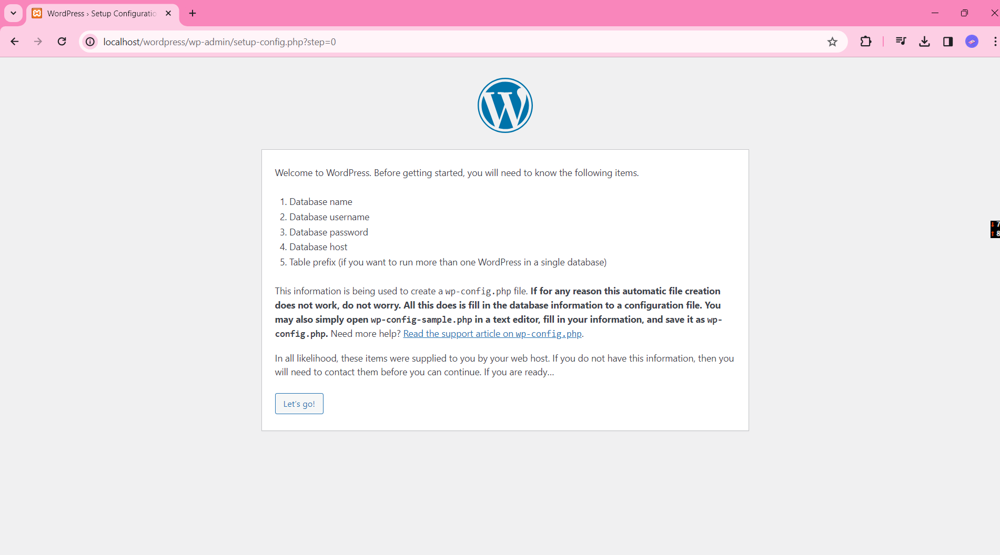 WordPress › Setup Configuratio
localhost/wordpress/wp-admin/setup-config.php?step=0
Welcome to WordPress. Before getting started, you will need to know the following items.
1. Database name
2. Database username
3. Database password
4. Database host
5. Table prefix (if you want to run more than one WordPress in a single database)
This information is being used to create a wp-config.php file. If for any reason this automatic file creation
does not work, do not worry. All this does is fill in the database information to a configuration file. You
may also simply open wp-config-sample.php in a text editor, fill in your information, and save it as wp-
config.php. Need more help? Read the support article on wp-config.php.
In all likelihood, these items were supplied to you by your web host. If you do not have this information, then you
will need to contact them before you can continue. If you are ready…
Let’s go!
↓ 7
↑ 8